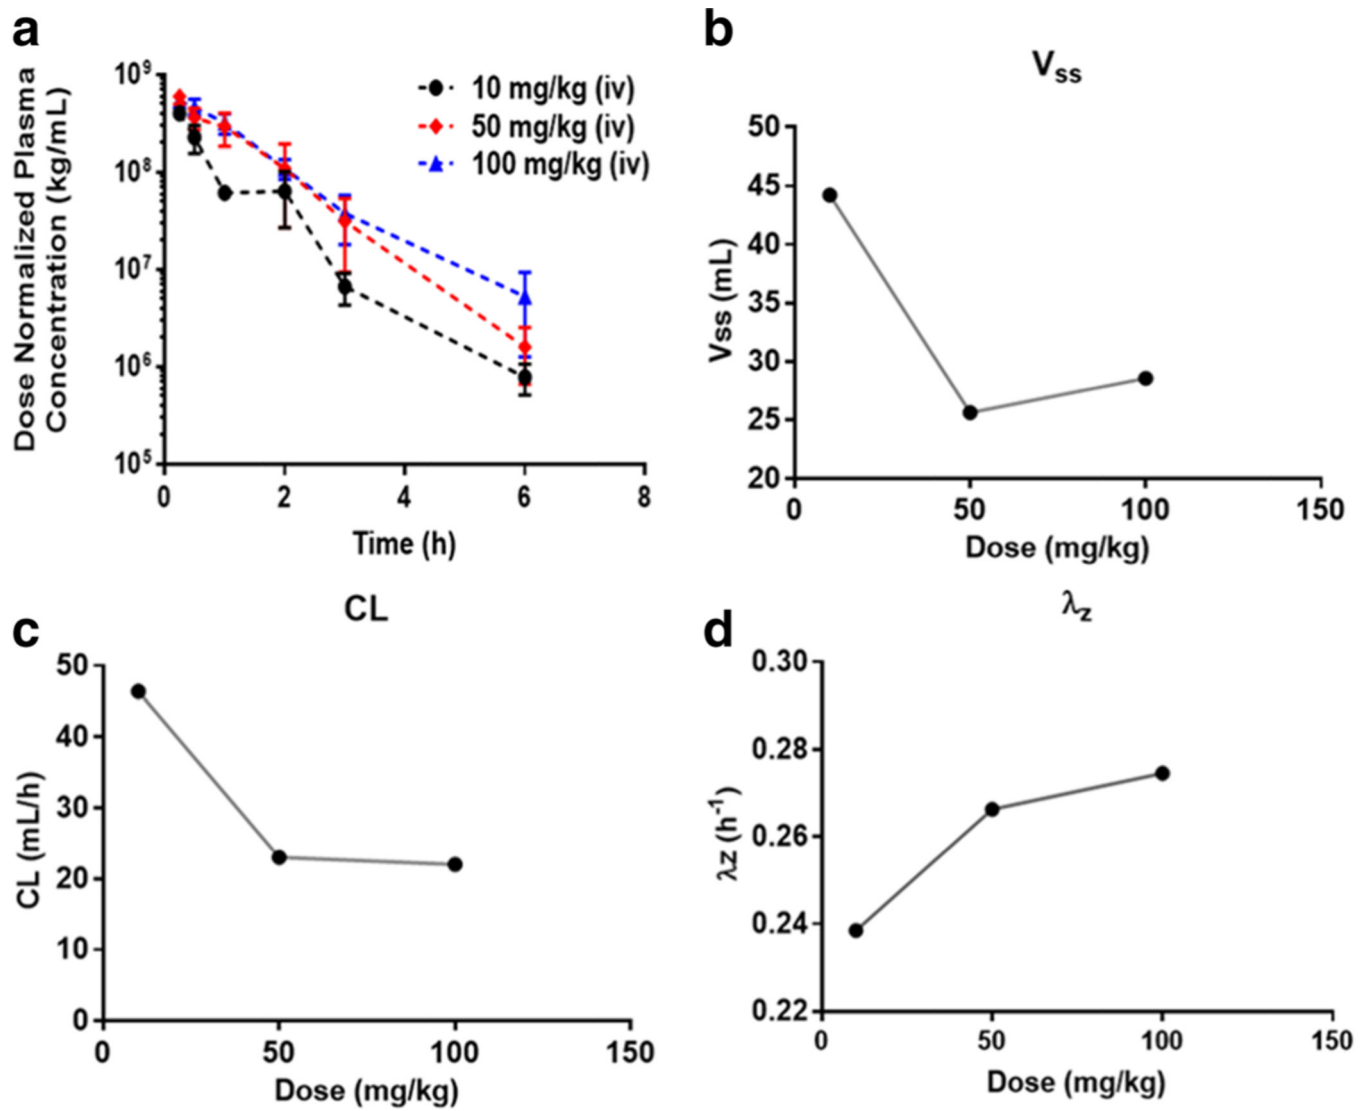 a
Dose Normalized Plasma
Concentration (kg/mL)
10⁹
10⁸
10⁷
10⁶
10⁵
0 2 4 6 8
Time (h)
10 mg/kg (iv)
50 mg/kg (iv)
100 mg/kg (iv)
b
Vss
Vss (mL)
50
45
40
35
30
25
20
0 50 100 150
Dose (mg/kg)
c
CL
CL (mL/h)
50
40
30
20
10
0
0 50 100 150
Dose (mg/kg)
d
λz
λz (h⁻¹)
0.30
0.28
0.26
0.24
0.22
0 50 100 150
Dose (mg/kg)